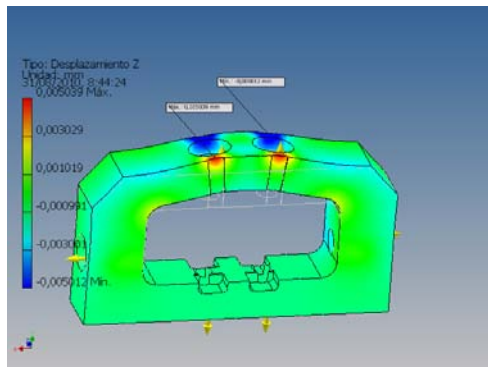 Tipo: Desplazamiento Z
Unidad: mm
31/08/2010, 8:44:24
0,005039 Máx.
0,003029
0,001019
-0,000991
-0,003001
-0,005012 Mín.